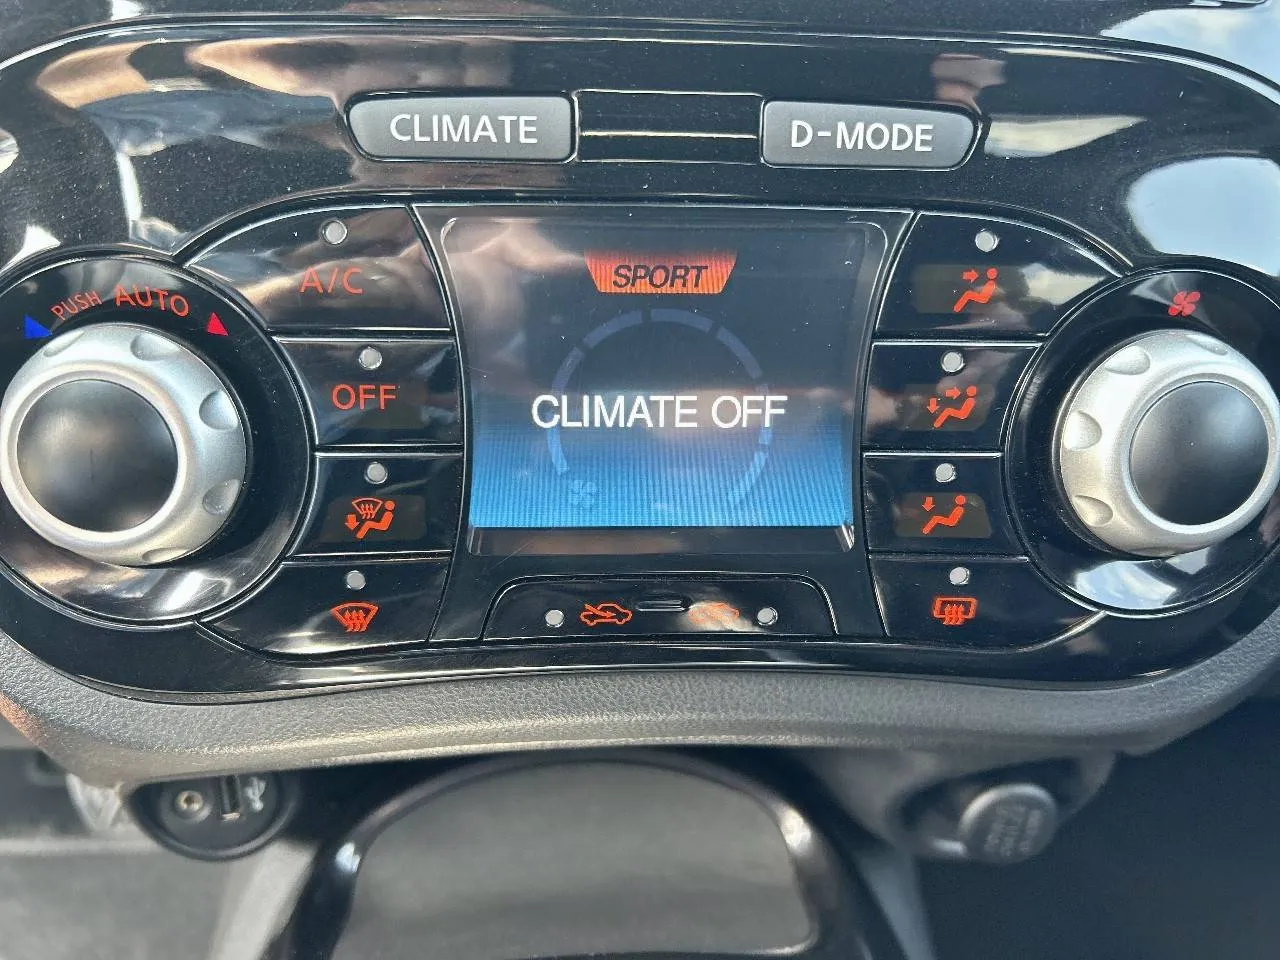 CLIMATE
D-MODE
A/C
SPORT
PUSH AUTO
OFF
CLIMATE OFF